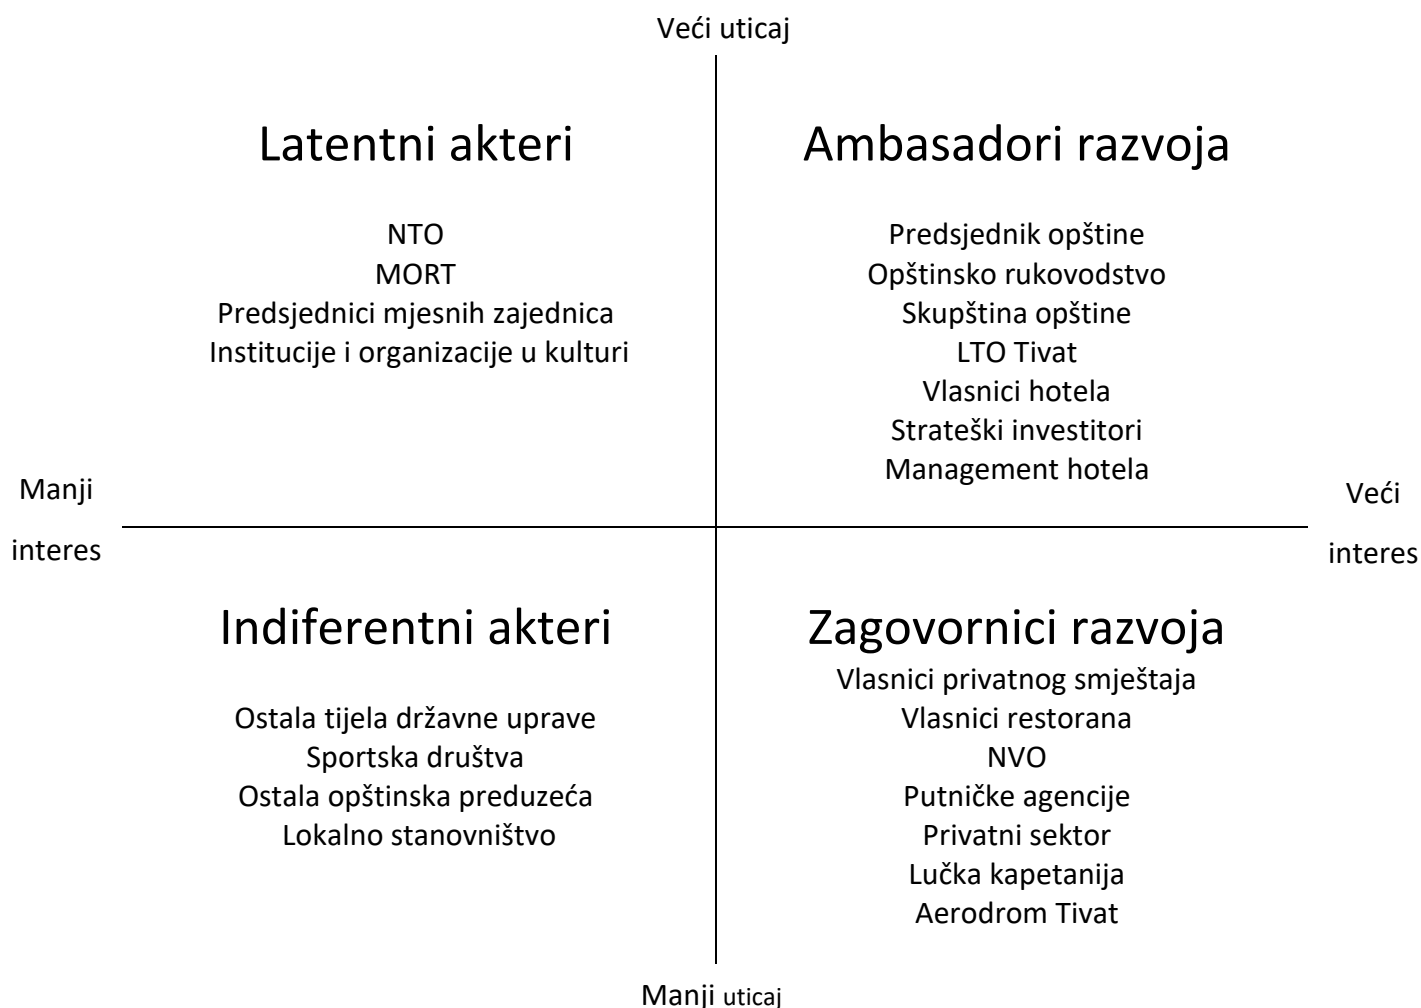 Veći uticaj
Latentni akteri
NTO
MORT
Predsjednici mjesnih zajednica
Institucije i organizacije u kulturi
Ambasadori razvoja
Predsjednik opštine
Opštinsko rukovodstvo
Skupština opštine
LTO Tivat
Vlasnici hotela
Strateški investitori
Management hotela
Manji
interes
Veći
interes
Indiferentni akteri
Ostala tijela državne uprave
Sportska društva
Ostala opštinska preduzeća
Lokalno stanovništvo
Zagovornici razvoja
Vlasnici privatnog smještaja
Vlasnici restorana
NVO
Putničke agencije
Privatni sektor
Lučka kapetanija
Aerodrom Tivat
Manji uticaj